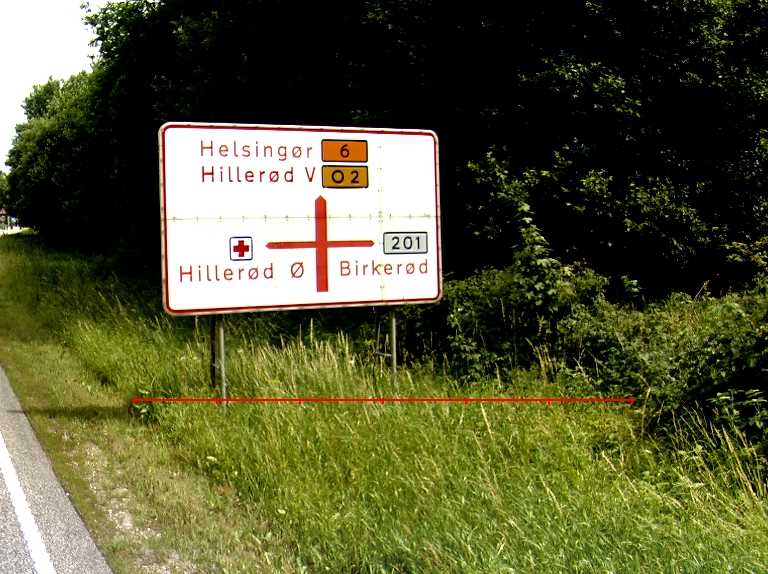 Helsingør 6
Hillerød V O2
201
Hillerød Ø Birkerød